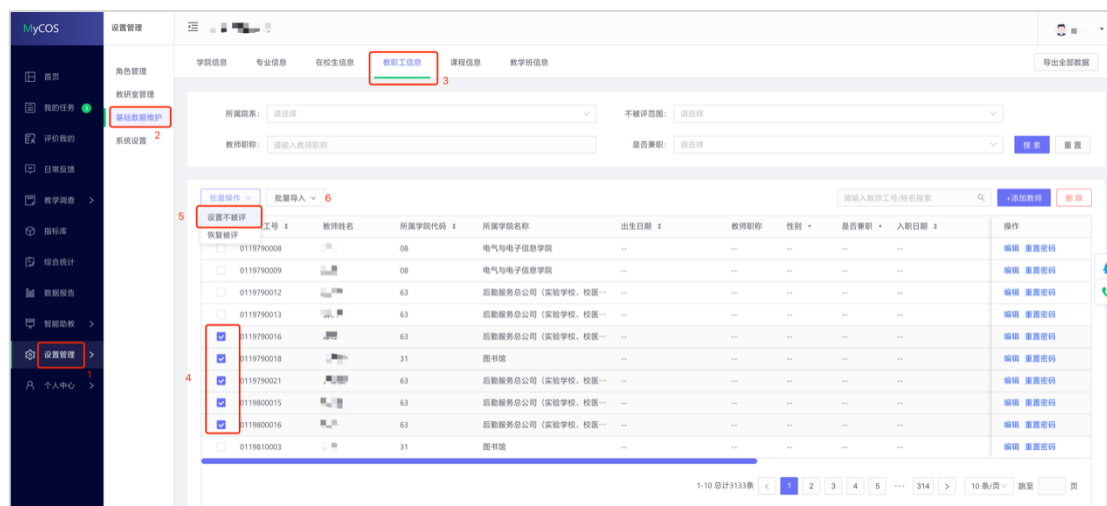 MyCOS 设置管理
首页
我的任务 3
评价我的
日常反馈
教学调查 >
指标库
综合统计
数据报告
智能助教 >
设置管理 >
1
个人中心 >
角色管理
教研室管理
基础数据维护
2
系统设置
学院信息 专业信息 在校生信息 教职工信息 课程信息 教学班信息 导出全部数据
3
所属院系: 请选择 不被评范围: 请选择
教师职称: 请输入教师职称 是否兼职: 请选择 搜索 重置
批量操作 批量导入 6 请输入教师工号/姓名搜索 +添加教师 删除
5 设置不被评
恢复被评
工号 教师姓名 所属学院代码 所属学院名称 出生日期 教师职称 性别 是否兼职 入职日期 操作
0119790008 08 电气与电子信息学院 -- -- -- -- -- 编辑 重置密码
0119790009 08 电气与电子信息学院 -- -- -- -- -- 编辑 重置密码
0119790012 63 后勤服务总公司（实验学校、校医… -- -- -- -- -- 编辑 重置密码
0119790013 63 后勤服务总公司（实验学校、校医… -- -- -- -- -- 编辑 重置密码
0119790016 63 后勤服务总公司（实验学校、校医… -- -- -- -- -- 编辑 重置密码
0119790018 31 图书馆 -- -- -- -- -- 编辑 重置密码
4 0119790021 63 后勤服务总公司（实验学校、校医… -- -- -- -- -- 编辑 重置密码
0119800015 63 后勤服务总公司（实验学校、校医… -- -- -- -- -- 编辑 重置密码
0119800016 63 后勤服务总公司（实验学校、校医… -- -- -- -- -- 编辑 重置密码
0119810003 31 图书馆 -- -- -- -- -- 编辑 重置密码
1-10 总计3133条 < 1 2 3 4 5 ··· 314 > 10 条/页 跳至 页